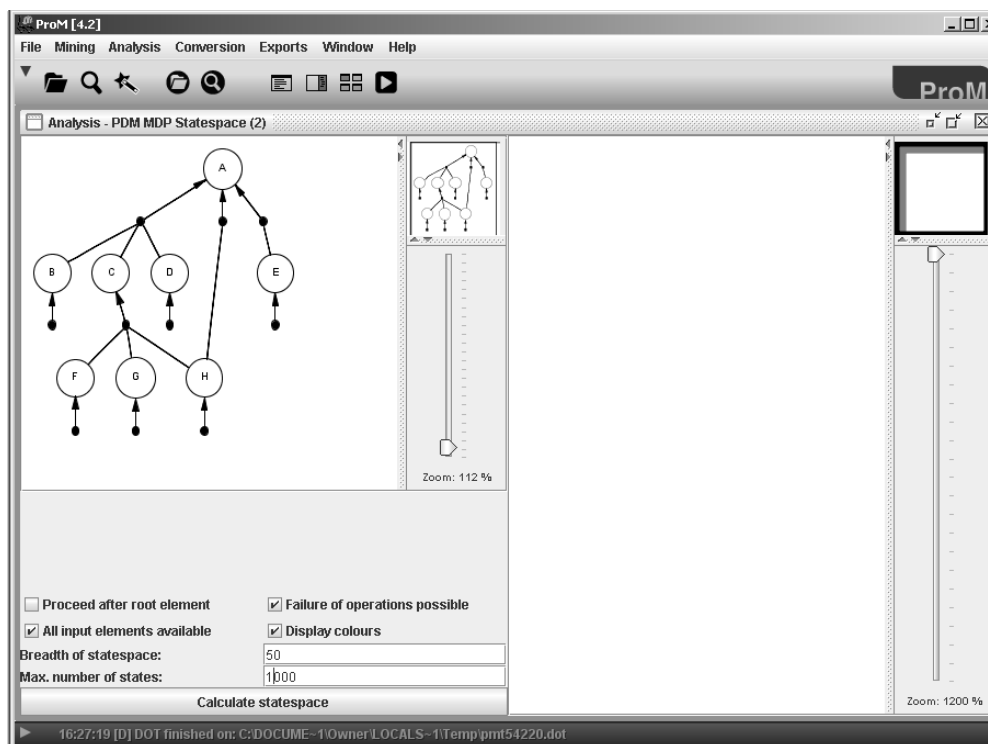 ProM [4.2]
File Mining Analysis Conversion Exports Window Help
ProM
Analysis - PDM MDP Statespace (2)
A
B C D E
F G H
Zoom: 112 %
Proceed after root element
Failure of operations possible
All input elements available
Display colours
Breadth of statespace: 50
Max. number of states: 1000
Zoom: 1200 %
Calculate statespace
16:27:19 [D] DOT finished on: C:\DOCUME~1\Owner\LOCALS~1\Temp\pmt54220.dot